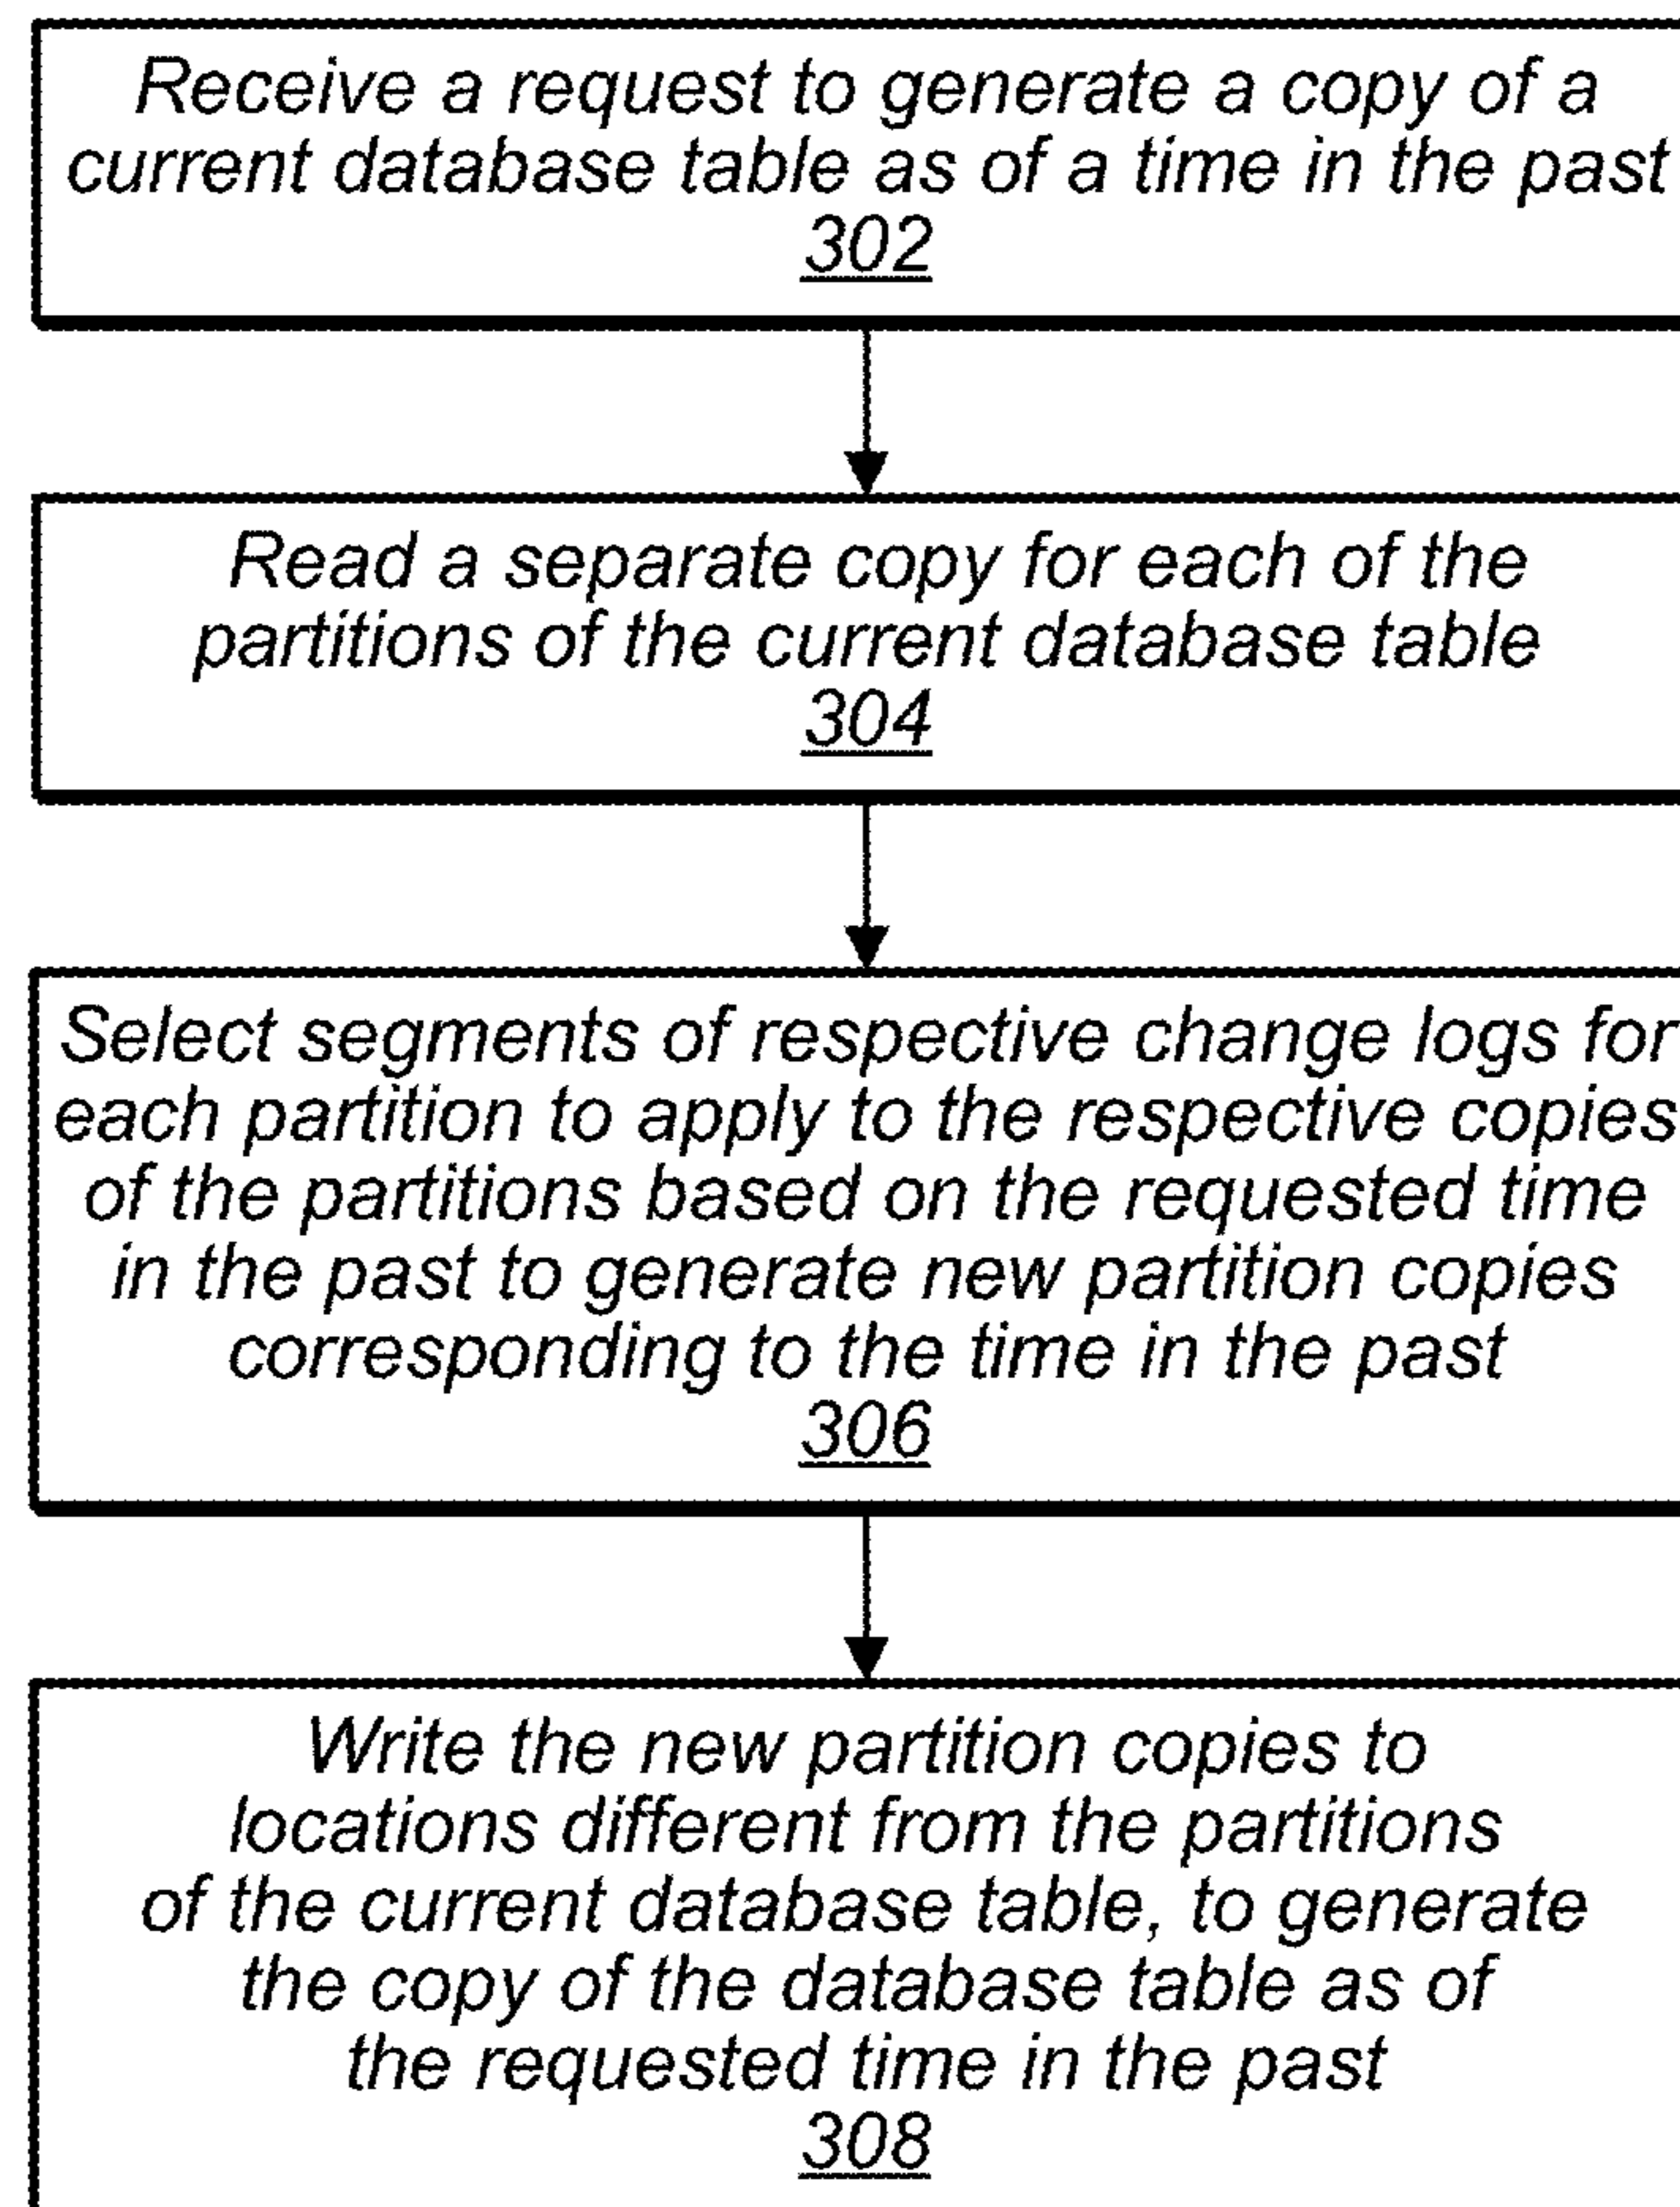 Receive a request to generate a copy of a
current database table as of a time in the past
302
Read a separate copy for each of the
partitions of the current database table
304
Select segments of respective change logs for
each partition to apply to the respective copies
of the partitions based on the requested time
in the past to generate new partition copies
corresponding to the time in the past
306
Write the new partition copies to
locations different from the partitions
of the current database table, to generate
the copy of the database table as of
the requested time in the past
308